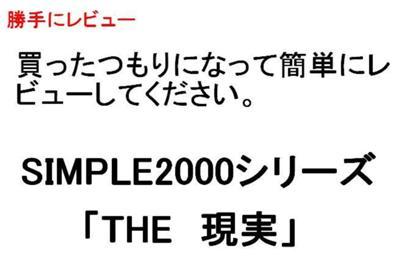 勝手にレビュー
買ったつもりになって簡単にレ
ビューしてください。
SIMPLE2000シリーズ
「THE　現実」